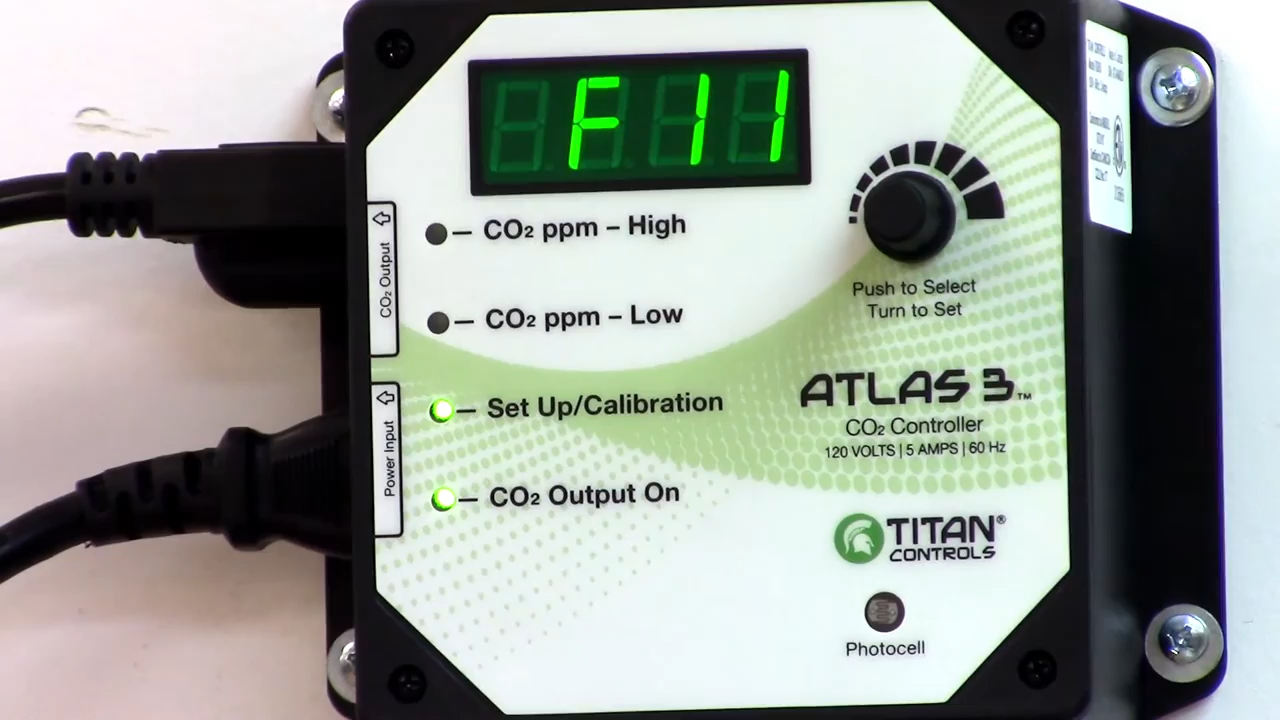 F11
CO₂ ppm – High
CO₂ ppm – Low
Set Up/Calibration
CO₂ Output On
CO₂ Output
Power Input
Push to Select
Turn to Set
ATLAS 3™
CO₂ Controller
120 VOLTS | 5 AMPS | 60 Hz
TITAN®
CONTROLS
Photocell